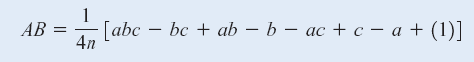 AB = 1/4n [abc − bc + ab − b − ac + c − a + (1)]